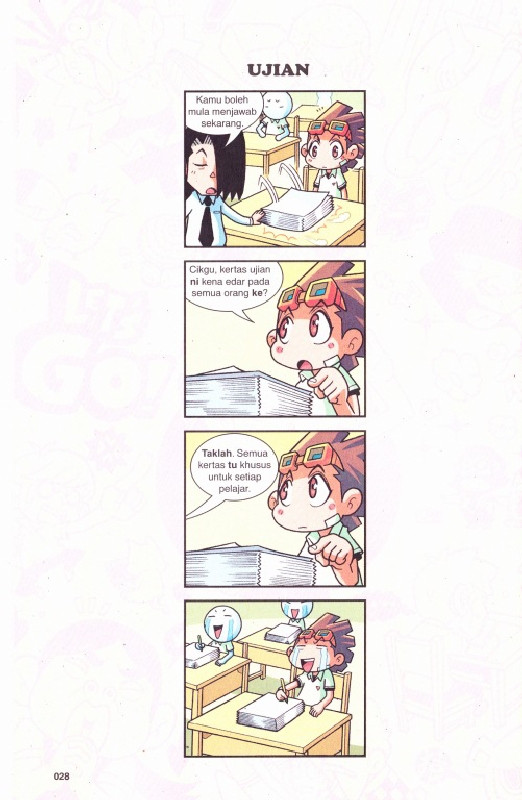 UJIAN
Kamu boleh
mula menjawab
sekarang.
Cikgu, kertas ujian
ni kena edar pada
semua orang ke?
Taklah. Semua
kertas tu khusus
untuk setiap
pelajar.
028